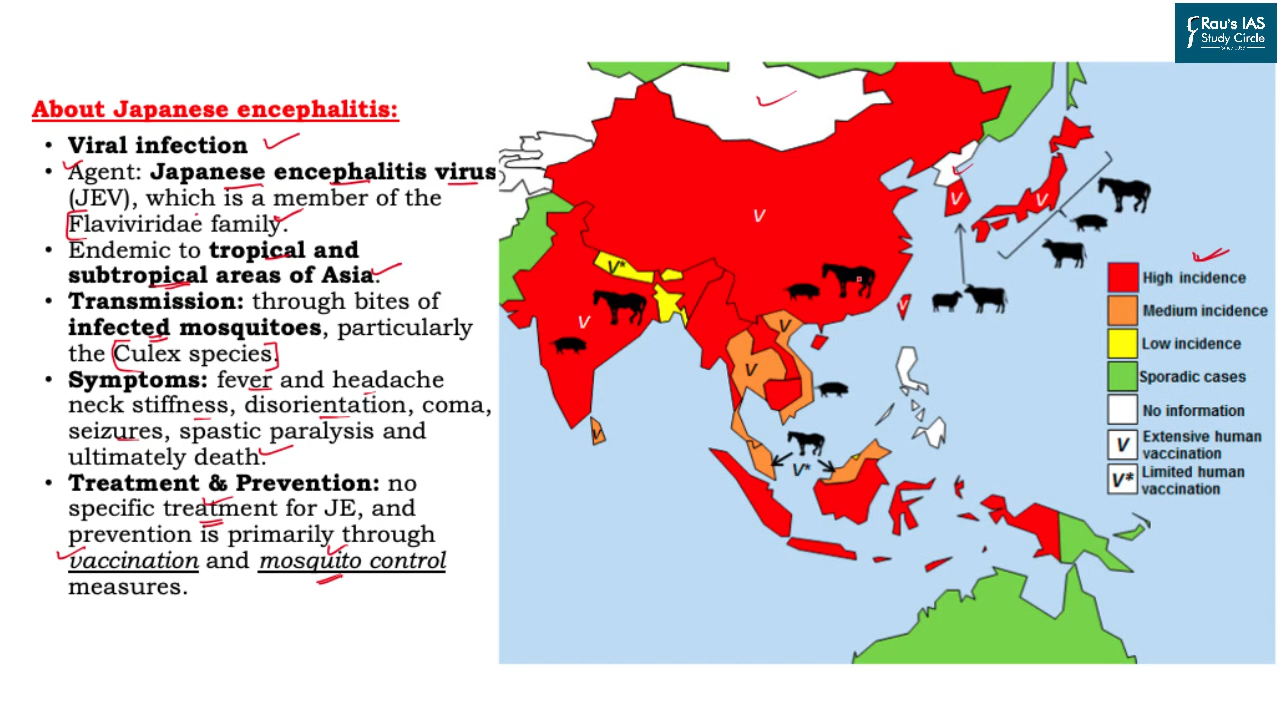 Rau's IAS
Study Circle
About Japanese encephalitis:
• Viral infection
• Agent: Japanese encephalitis virus
(JEV), which is a member of the
Flaviviridae family.
• Endemic to tropical and
subtropical areas of Asia.
• Transmission: through bites of
infected mosquitoes, particularly
the Culex species.
• Symptoms: fever and headache
neck stiffness, disorientation, coma,
seizures, spastic paralysis and
ultimately death.
• Treatment & Prevention: no
specific treatment for JE, and
prevention is primarily through
vaccination and mosquito control
measures.
V
V
V
V*
V
V
V
V
V
V*
High incidence
Medium incidence
Low incidence
Sporadic cases
No information
V Extensive human
vaccination
V* Limited human
vaccination